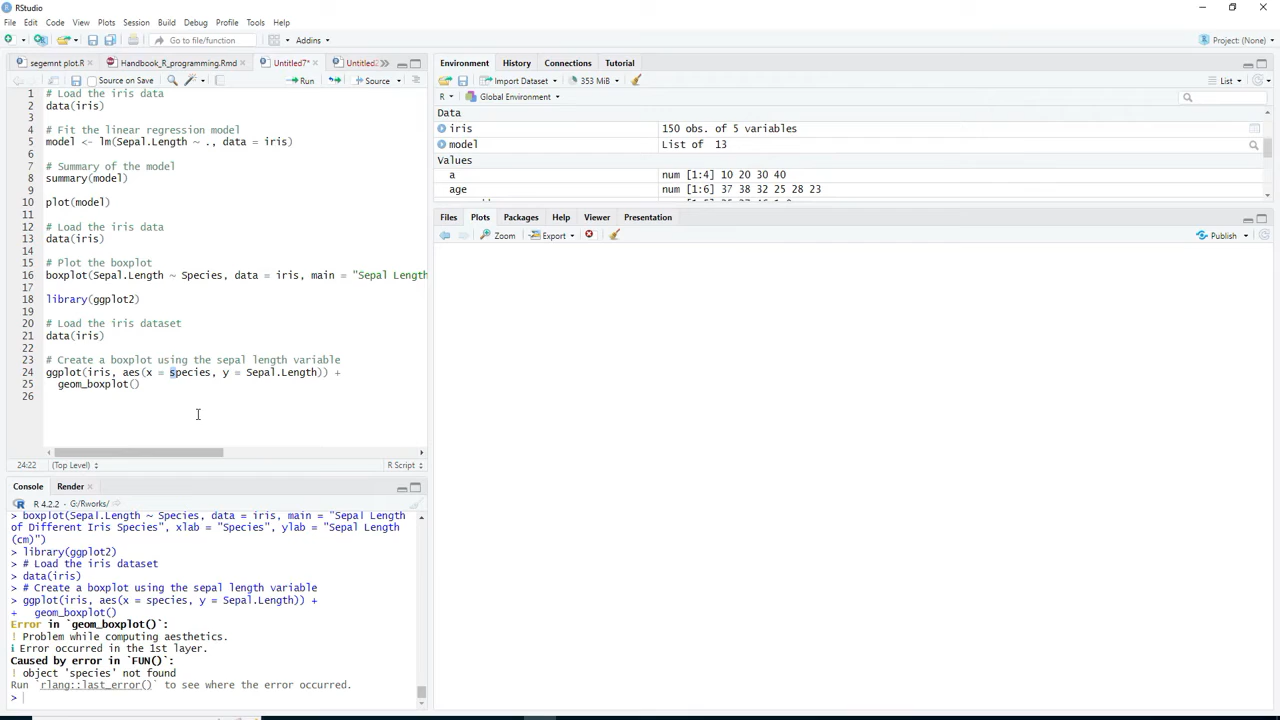 RStudio
File Edit Code View Plots Session Build Debug Profile Tools Help
Go to file/function Addins Project: (None)
segemnt plot.R Handbook_R_programming.Rmd Untitled7* Untitled
Source on Save Run Source
1 # Load the iris data
2 data(iris)
3
4 # Fit the linear regression model
5 model <- lm(Sepal.Length ~ ., data = iris)
6
7 # Summary of the model
8 summary(model)
9
10 plot(model)
11
12 # Load the iris data
13 data(iris)
14
15 # Plot the boxplot
16 boxplot(Sepal.Length ~ Species, data = iris, main = "Sepal Length
17
18 library(ggplot2)
19
20 # Load the iris dataset
21 data(iris)
22
23 # Create a boxplot using the sepal length variable
24 ggplot(iris, aes(x = species, y = Sepal.Length)) +
25 geom_boxplot()
26
24:22 (Top Level) R Script
Console Render
R 4.2.2 · G:/Rworks/
> boxplot(Sepal.Length ~ Species, data = iris, main = "Sepal Length
of Different Iris Species", xlab = "Species", ylab = "Sepal Length
(cm)")
> library(ggplot2)
> # Load the iris dataset
> data(iris)
> # Create a boxplot using the sepal length variable
> ggplot(iris, aes(x = species, y = Sepal.Length)) +
+ geom_boxplot()
Error in `geom_boxplot()`:
! Problem while computing aesthetics.
ℹ Error occurred in the 1st layer.
Caused by error in `FUN()`:
! object 'species' not found
Run `rlang::last_error()` to see where the error occurred.
>
Environment History Connections Tutorial
Import Dataset 353 MiB List
R Global Environment
Data
iris 150 obs. of 5 variables
model List of 13
Values
a num [1:4] 10 20 30 40
age num [1:6] 37 38 32 25 28 23
Files Plots Packages Help Viewer Presentation
Zoom Export Publish